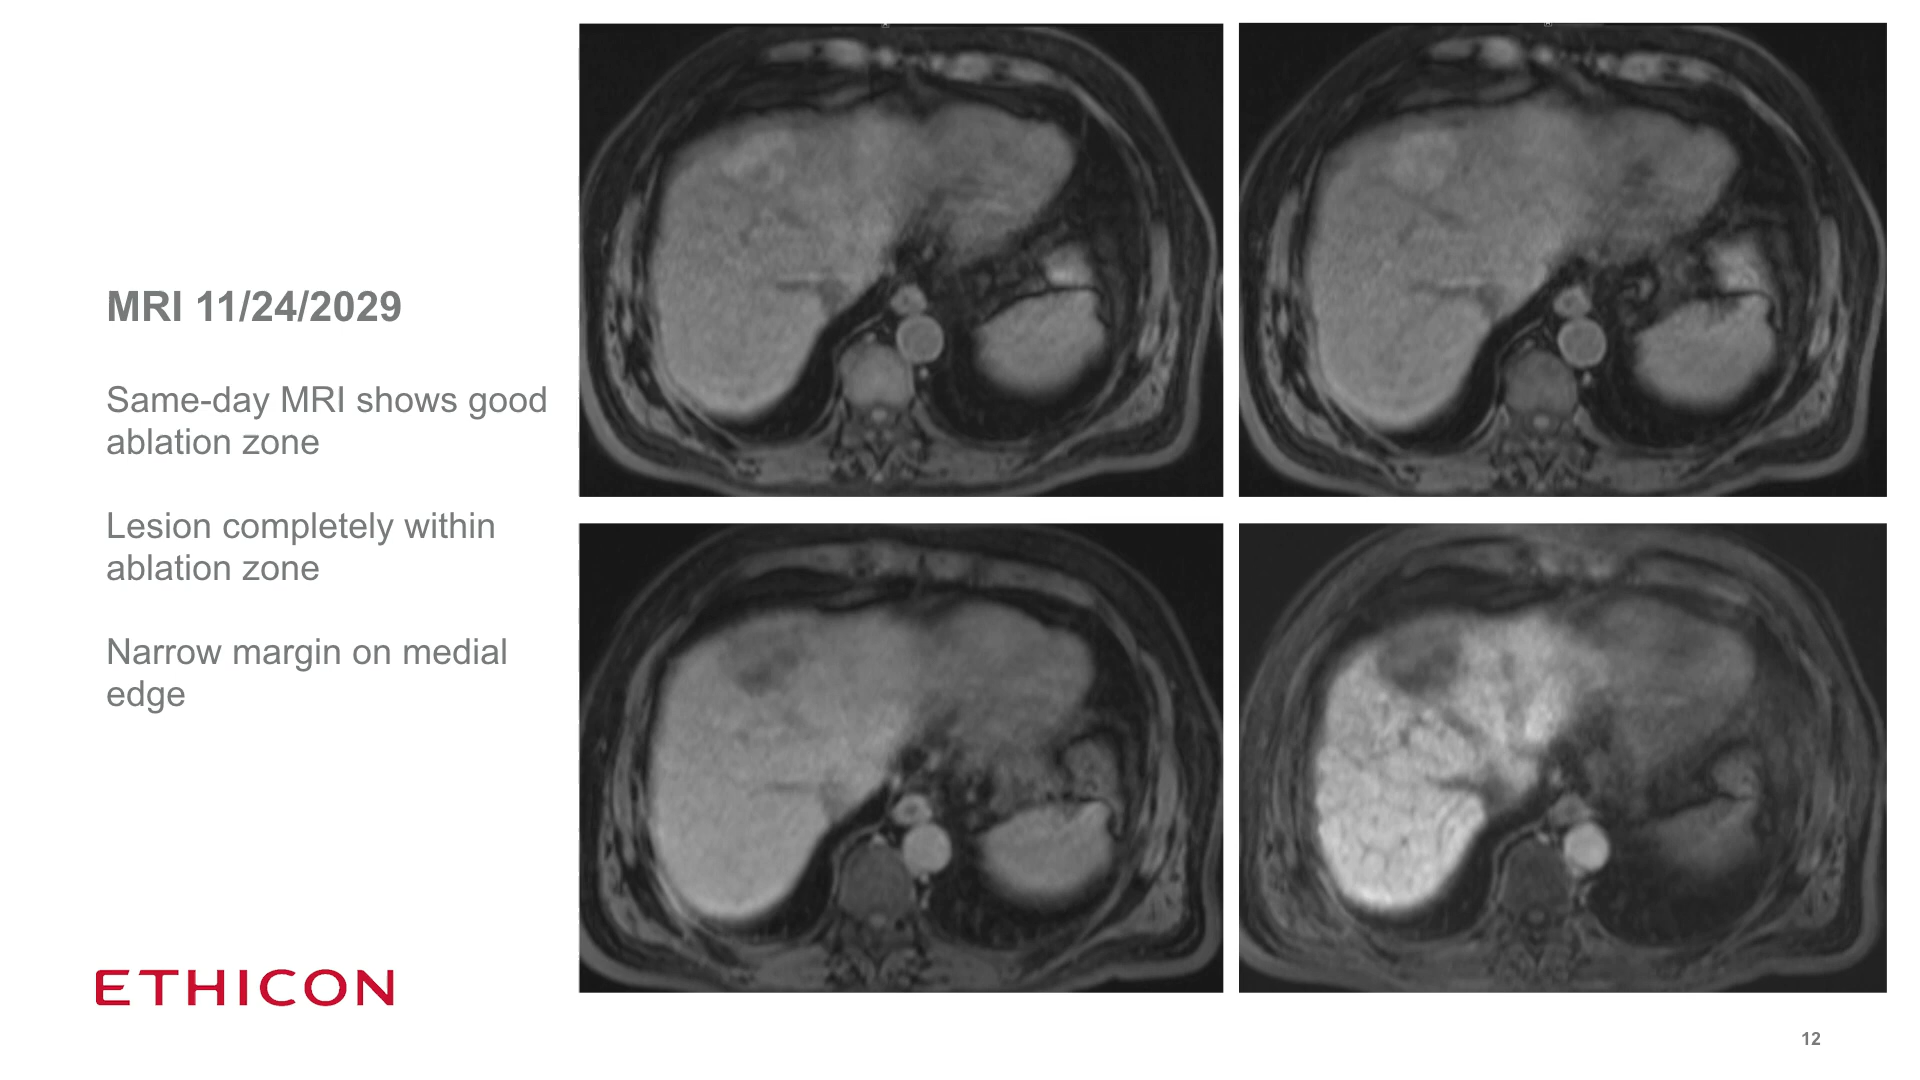 MRI 11/24/2029
Same-day MRI shows good
ablation zone
Lesion completely within
ablation zone
Narrow margin on medial
edge
ETHICON
12